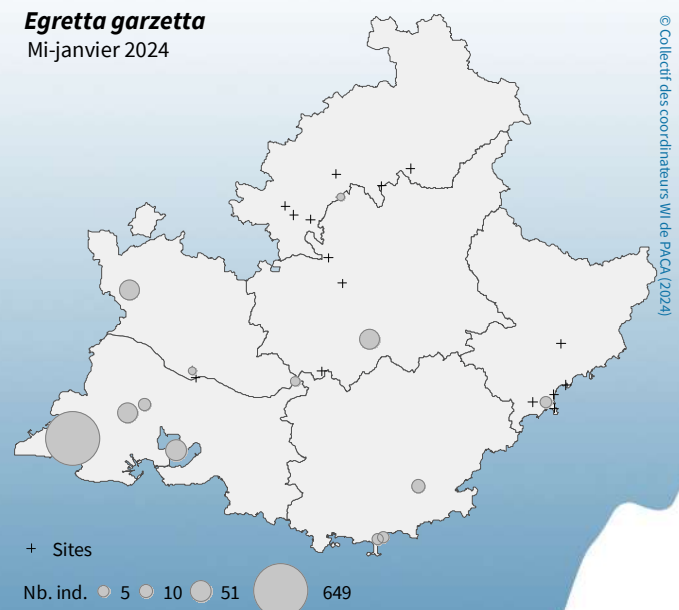 Egretta garzetta
Mi-janvier 2024
© Collectif des coordinateurs WI de PACA (2024)
+ Sites
Nb. ind. 5 10 51 649